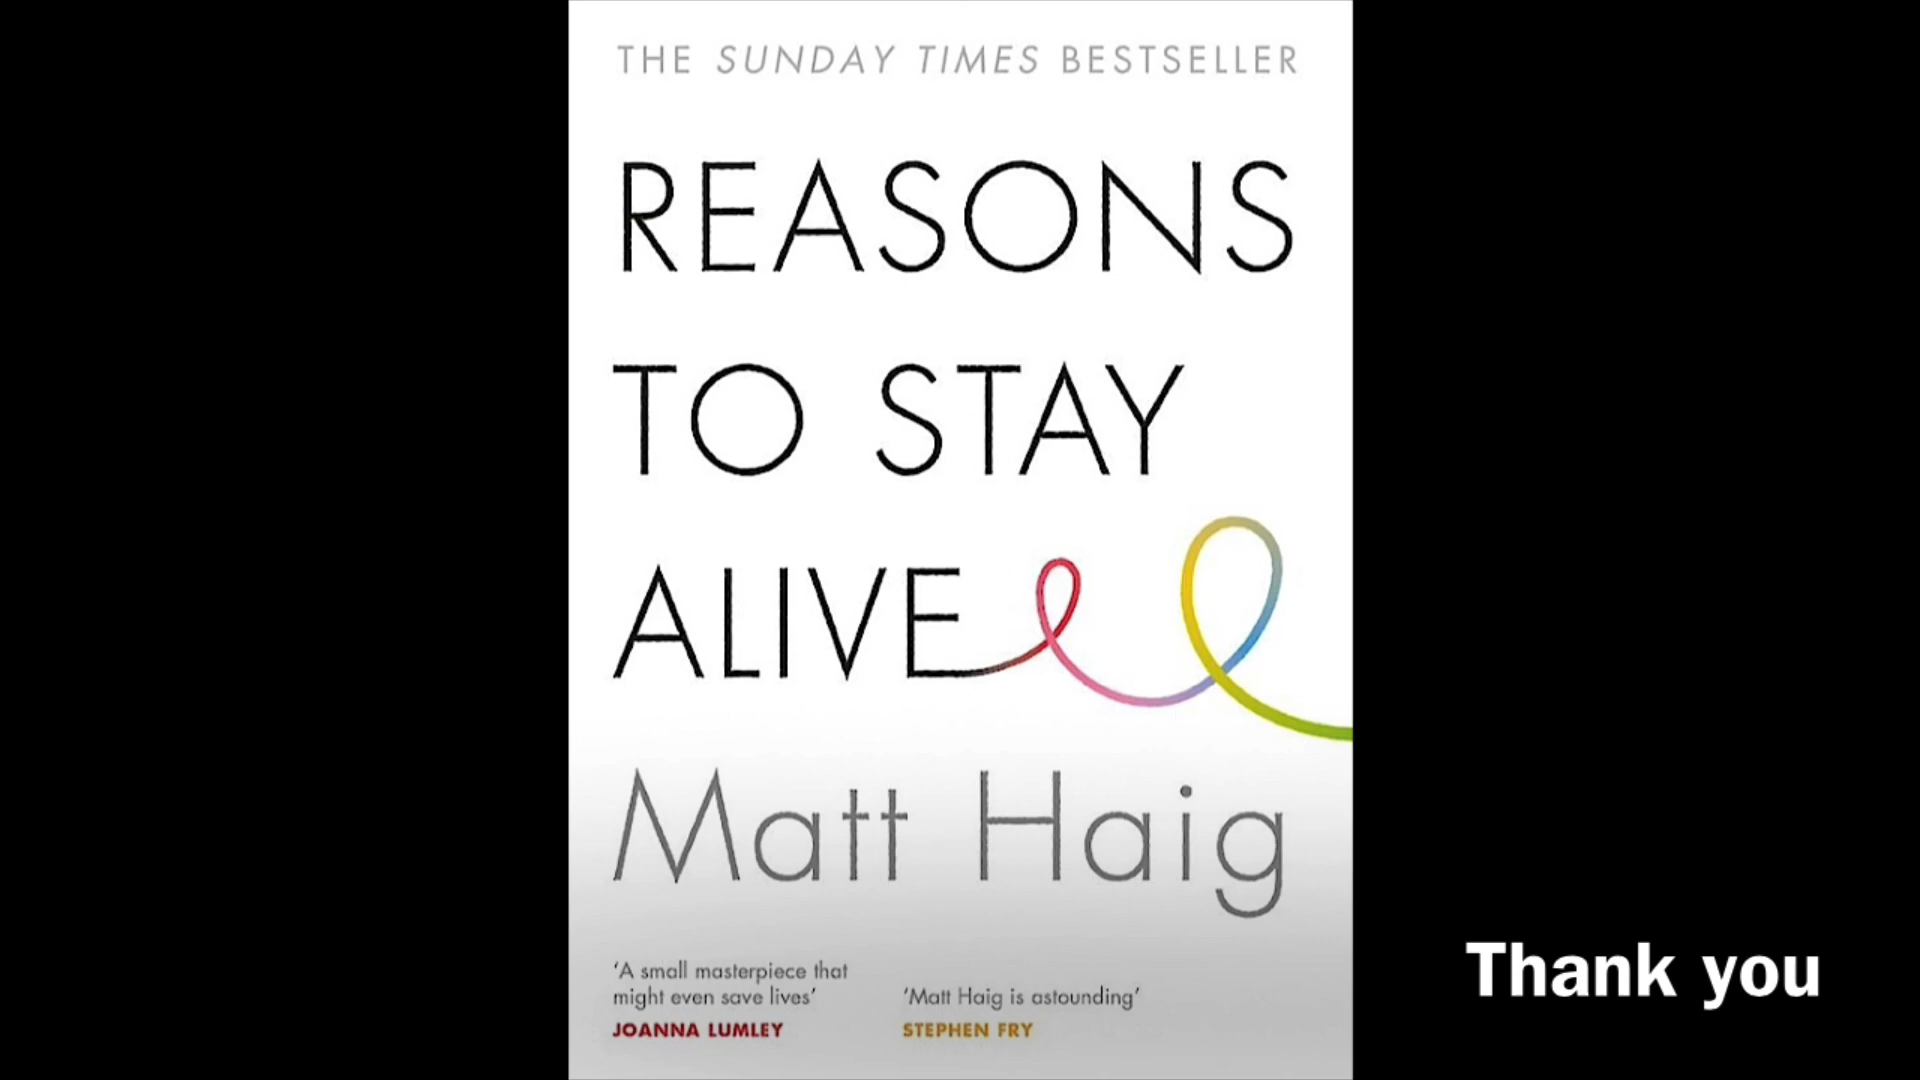 THE SUNDAY TIMES BESTSELLER
REASONS
TO STAY
ALIVE
Matt Haig
‘A small masterpiece that
might even save lives’
JOANNA LUMLEY
‘Matt Haig is astounding’
STEPHEN FRY
Thank you